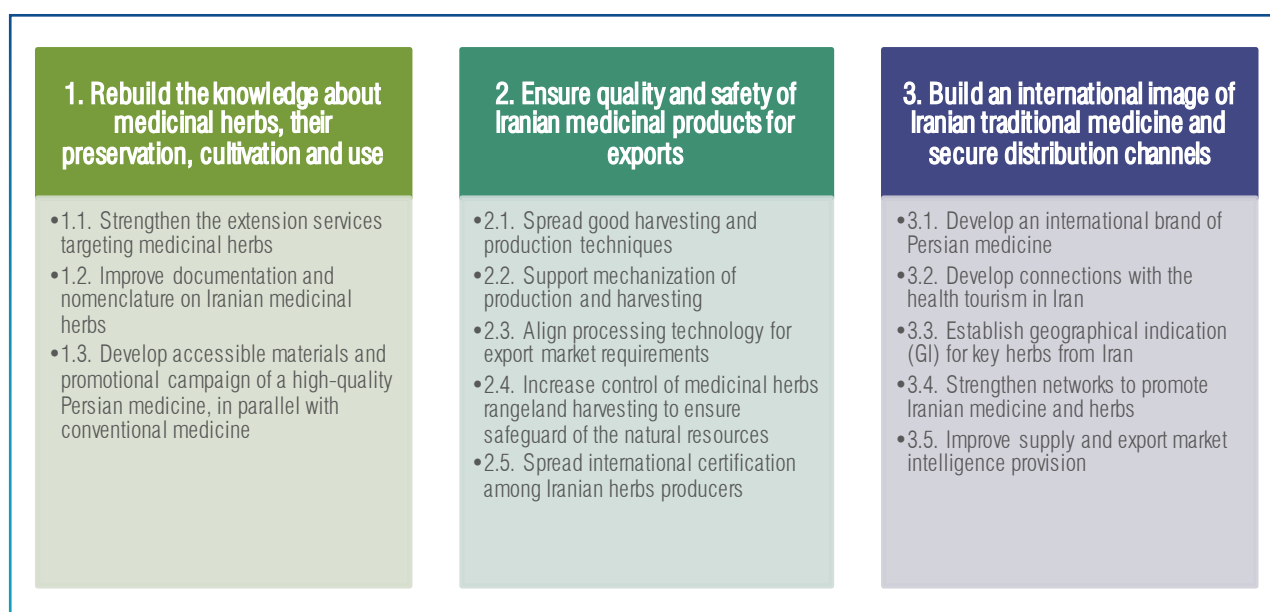 1. Rebuild the knowledge about
medicinal herbs, their
preservation, cultivation and use
•1.1. Strengthen the extension services
targeting medicinal herbs
•1.2. Improve documentation and
nomenclature on Iranian medicinal
herbs
•1.3. Develop accessible materials and
promotional campaign of a high-quality
Persian medicine, in parallel with
conventional medicine
2. Ensure quality and safety of
Iranian medicinal products for
exports
•2.1. Spread good harvesting and
production techniques
•2.2. Support mechanization of
production and harvesting
•2.3. Align processing technology for
export market requirements
•2.4. Increase control of medicinal herbs
rangeland harvesting to ensure
safeguard of the natural resources
•2.5. Spread international certification
among Iranian herbs producers
3. Build an international image of
Iranian traditional medicine and
secure distribution channels
•3.1. Develop an international brand of
Persian medicine
•3.2. Develop connections with the
health tourism in Iran
•3.3. Establish geographical indication
(GI) for key herbs from Iran
•3.4. Strengthen networks to promote
Iranian medicine and herbs
•3.5. Improve supply and export market
intelligence provision